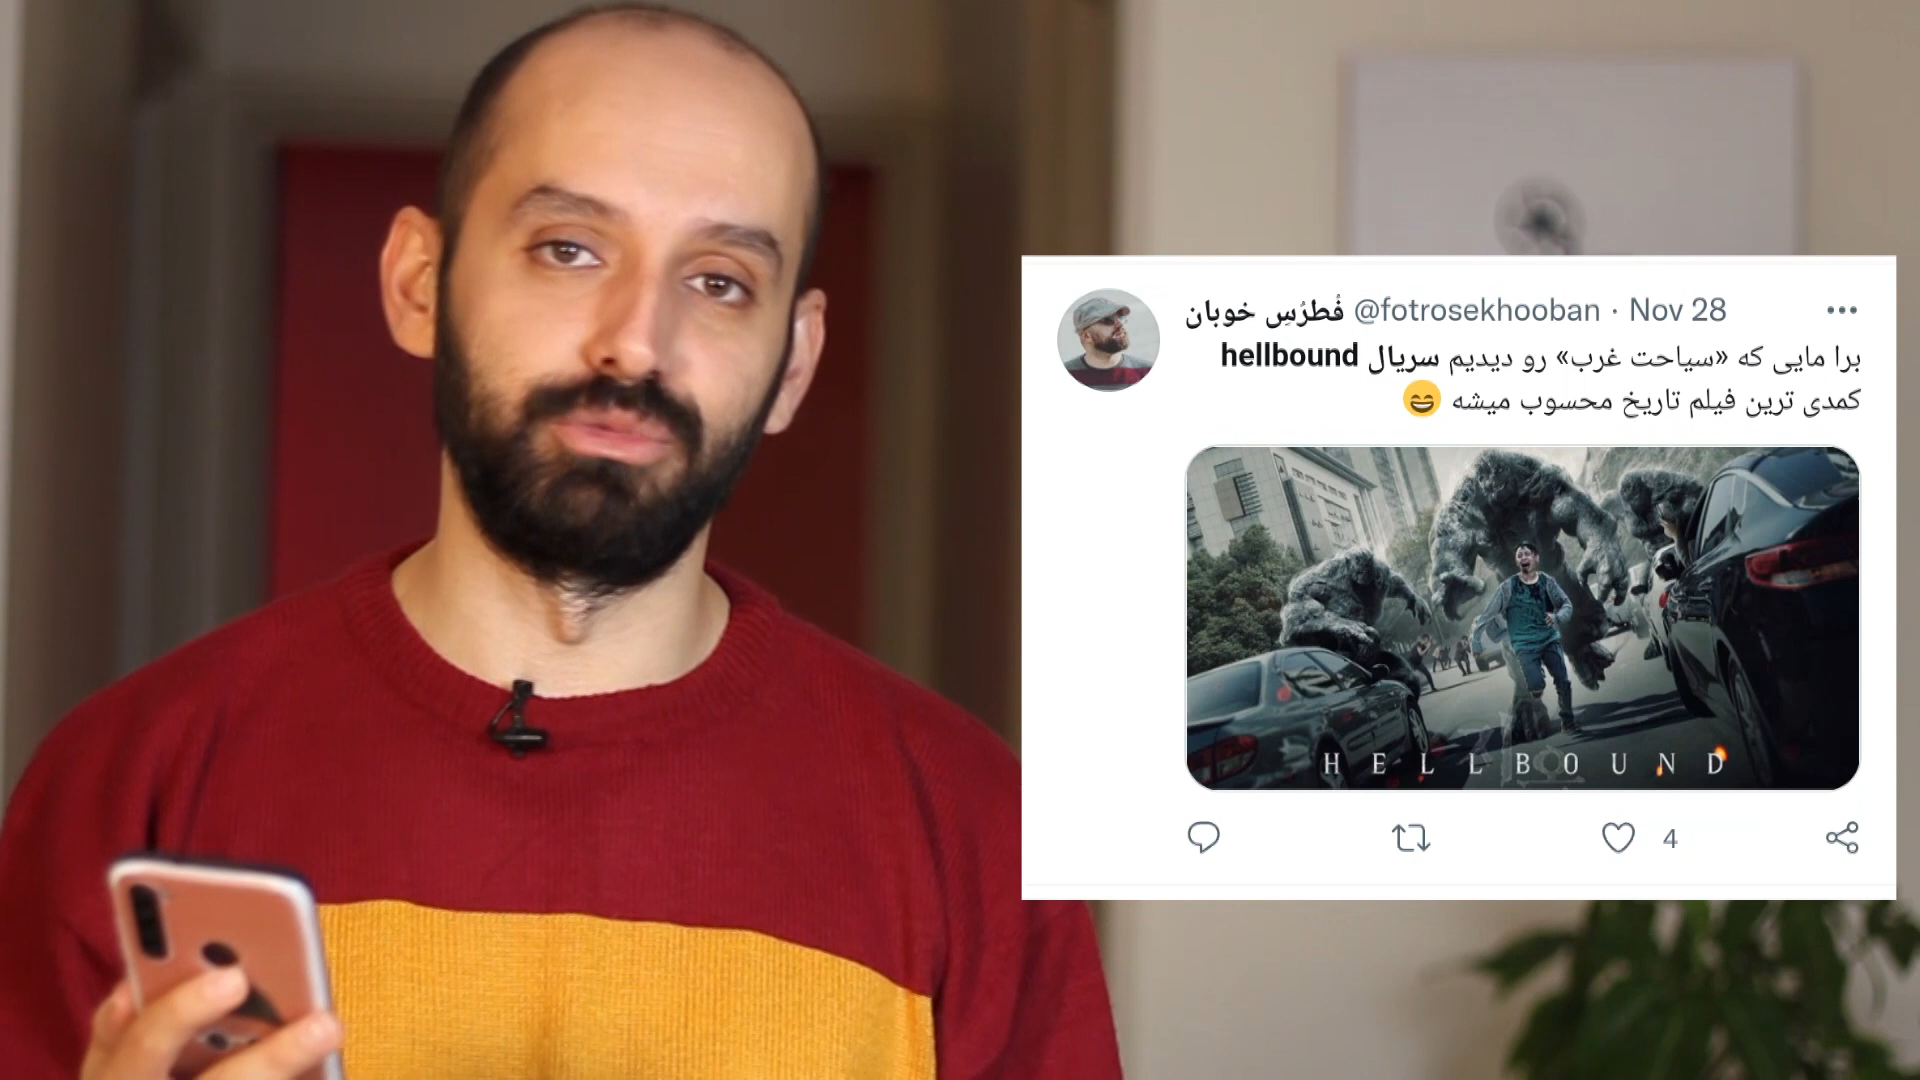 فُطرُسِ خوبان @fotrosekhooban · Nov 28
برا مایی که «سیاحت غرب» رو دیدیم سریال hellbound
کمدی ترین فیلم تاریخ محسوب میشه 😄
HELLBOUND
4